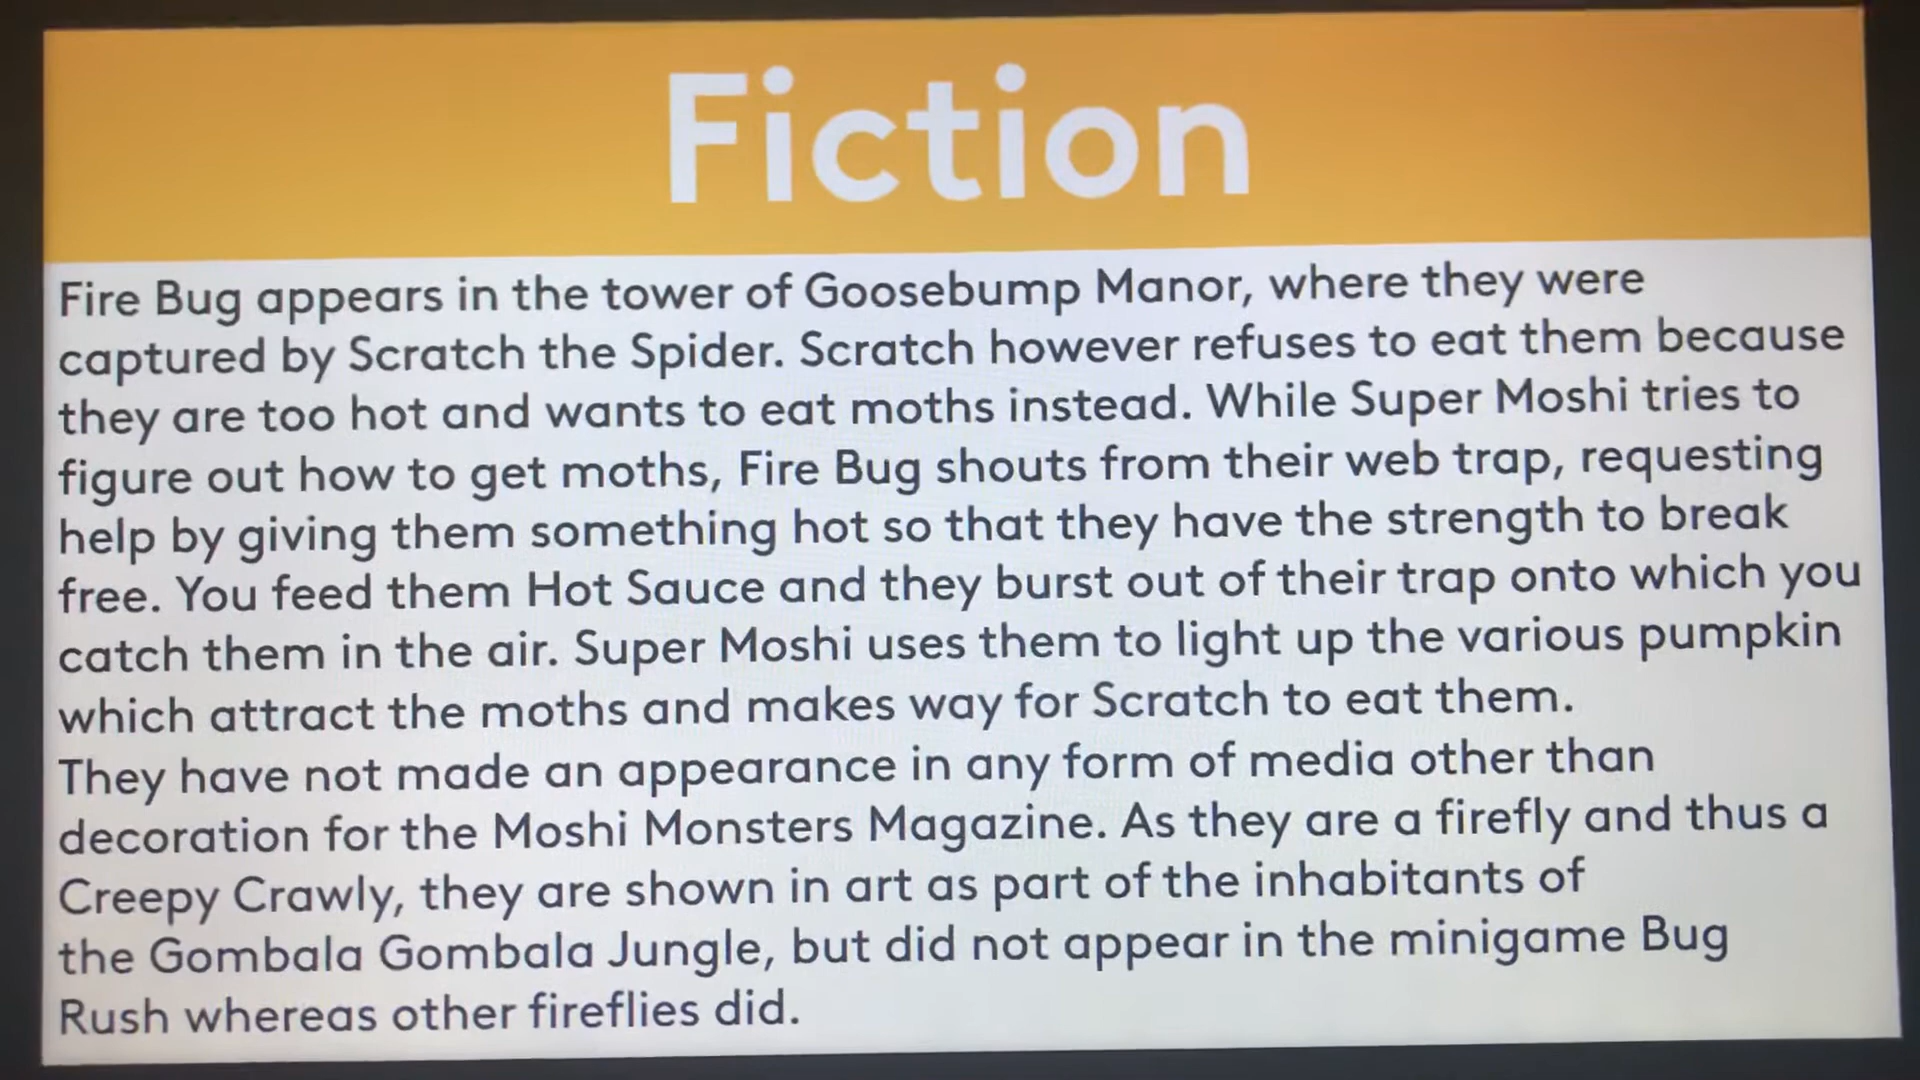 Fiction
Fire Bug appears in the tower of Goosebump Manor, where they were
captured by Scratch the Spider. Scratch however refuses to eat them because
they are too hot and wants to eat moths instead. While Super Moshi tries to
figure out how to get moths, Fire Bug shouts from their web trap, requesting
help by giving them something hot so that they have the strength to break
free. You feed them Hot Sauce and they burst out of their trap onto which you
catch them in the air. Super Moshi uses them to light up the various pumpkin
which attract the moths and makes way for Scratch to eat them.
They have not made an appearance in any form of media other than
decoration for the Moshi Monsters Magazine. As they are a firefly and thus a
Creepy Crawly, they are shown in art as part of the inhabitants of
the Gombala Gombala Jungle, but did not appear in the minigame Bug
Rush whereas other fireflies did.